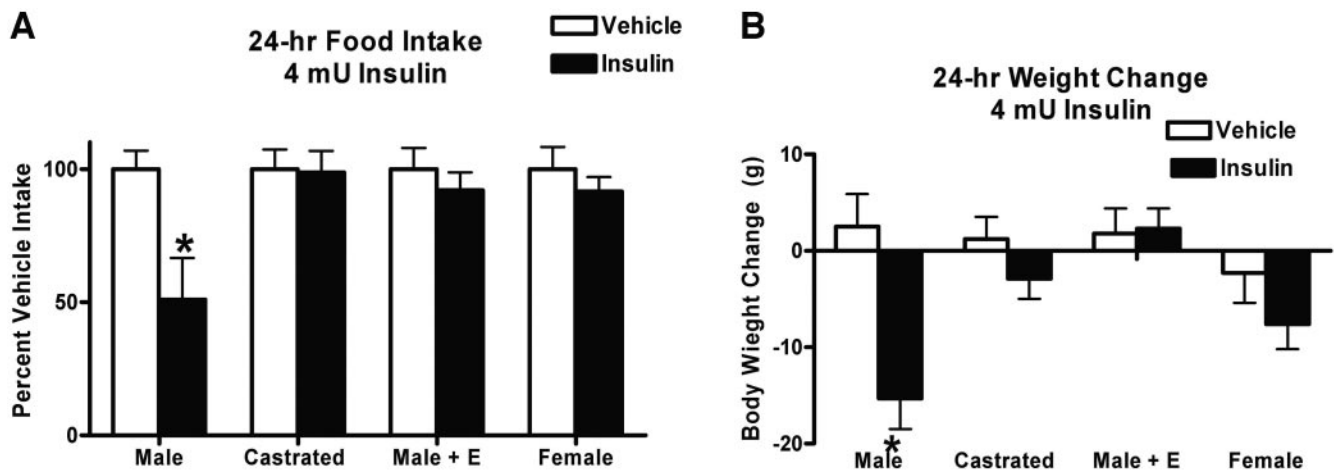 A
24-hr Food Intake
4 mU Insulin
Vehicle
Insulin
Percent Vehicle Intake
100
50
0
Male
Castrated
Male + E
Female
*
B
24-hr Weight Change
4 mU Insulin
Vehicle
Insulin
Body Wieght Change (g)
10
0
-10
-20
Male
Castrated
Male + E
Female
*